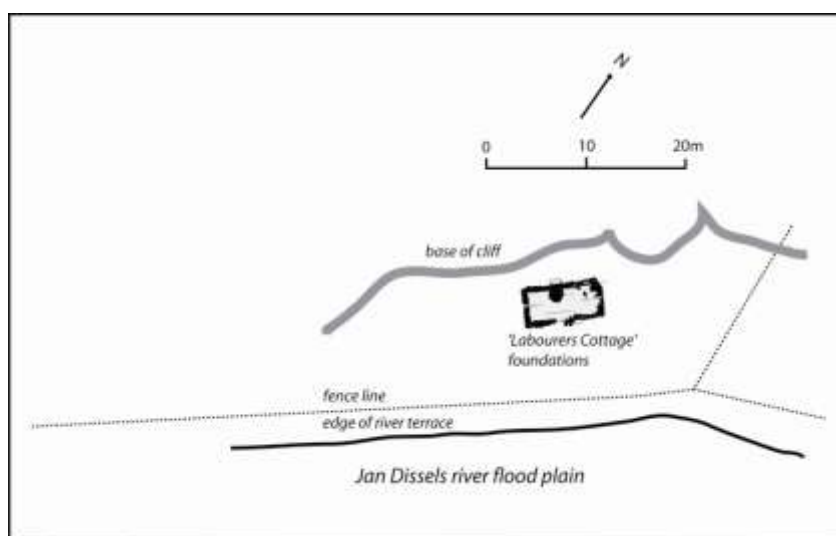 N
0 10 20m
base of cliff
'Labourers Cottage'
foundations
fence line
edge of river terrace
Jan Dissels river flood plain